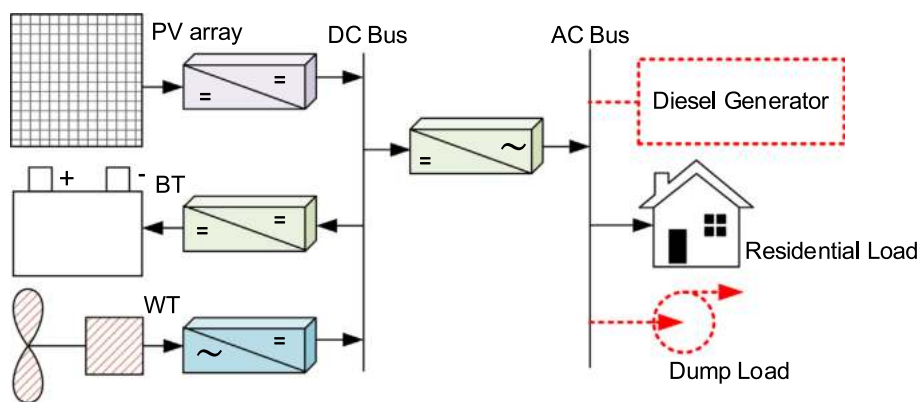 PV array
DC Bus
AC Bus
=
=
Diesel Generator
=
~
+
-
BT
=
=
Residential Load
WT
~
=
Dump Load